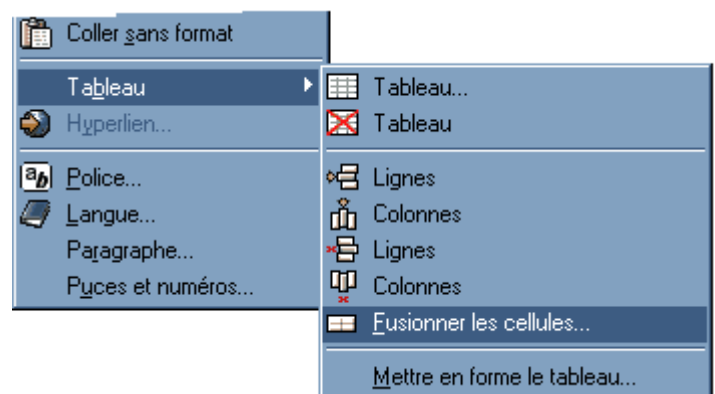 Coller sans format
Tableau
Hyperlien...
Police...
Langue...
Paragraphe...
Puces et numéros...
Tableau...
Tableau
Lignes
Colonnes
Lignes
Colonnes
Fusionner les cellules...
Mettre en forme le tableau...